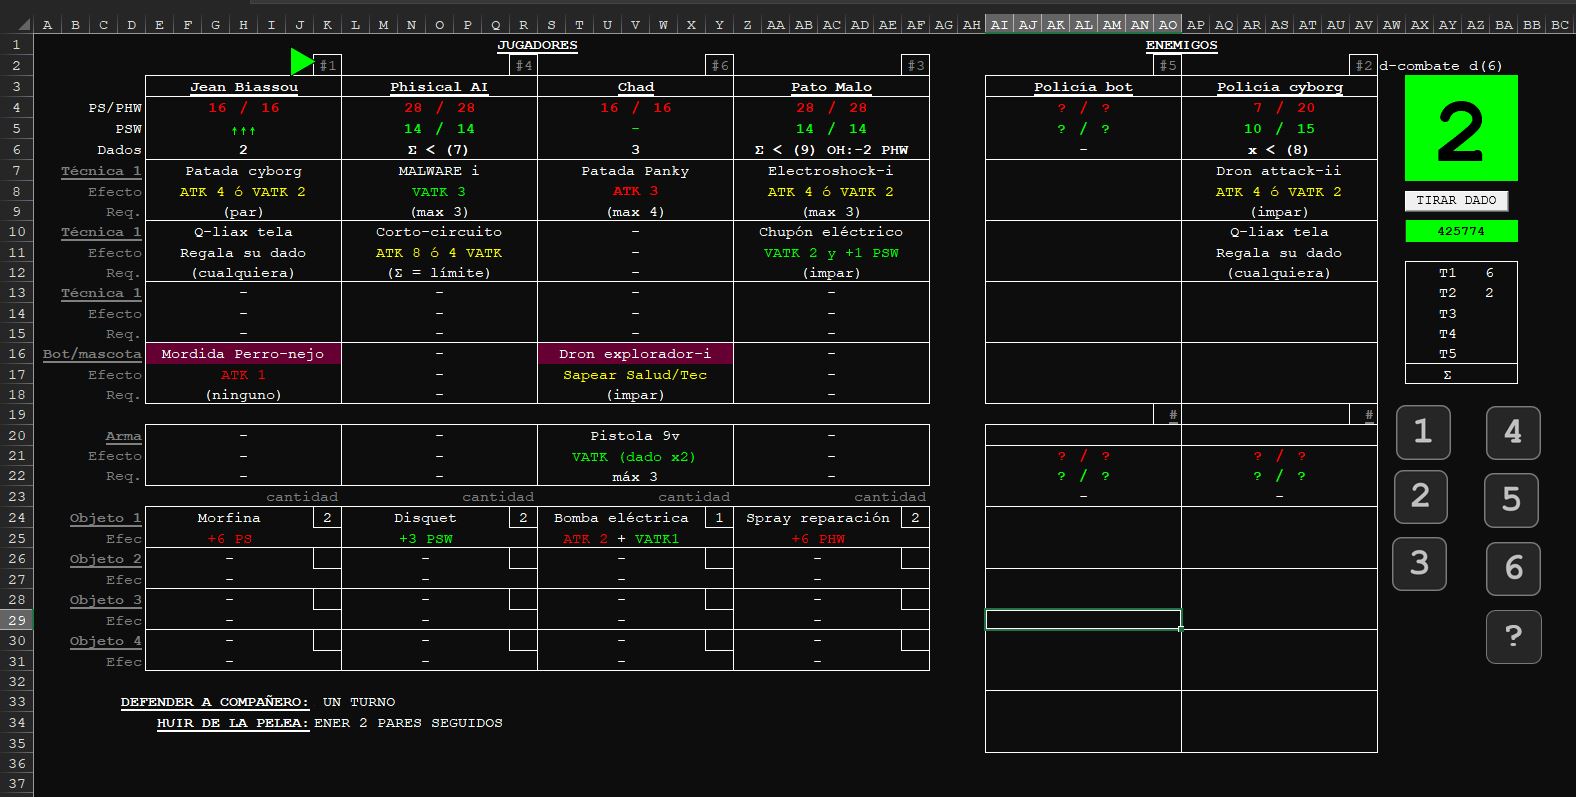 A B C D E F G H I J K L M N O P Q R S T U V W X Y Z AA AB AC AD AE AF AG AH AI AJ AK AL AM AN AO AP AQ AR AS AT AU AV AW AX AY AZ BA BB BC
1 JUGADORES ENEMIGOS
2 #1 #4 #6 #3 #5 #2 d-combate d(6)
3 Jean Biassou Phisical AI Chad Pato Malo Policía bot Policía cyborg
4 PS/PHW 16 / 16 28 / 28 16 / 16 28 / 28 ? / ? 7 / 20
5 PSW ↑↑↑ 14 / 14 - 14 / 14 ? / ? 10 / 15
2
6 Dados 2 Σ < (7) 3 Σ < (9) OH:-2 PHW - x < (8)
7 Técnica 1 Patada cyborg MALWARE i Patada Panky Electroshock-i Dron attack-ii
8 Efecto ATK 4 ó VATK 2 VATK 3 ATK 3 ATK 4 ó VATK 2 ATK 4 ó VATK 2
TIRAR DADO
9 Req. (par) (max 3) (max 4) (max 3) (impar)
10 Técnica 1 Q-liax tela Corto-circuito - Chupón eléctrico Q-liax tela 425774
11 Efecto Regala su dado ATK 8 ó 4 VATK - VATK 2 y +1 PSW Regala su dado
12 Req. (cualquiera) (Σ = límite) - (impar) (cualquiera) T1 6
13 Técnica 1 - - - - T2 2
14 Efecto - - - - T3
15 Req. - - - - T4
16 Bot/mascota Mordida Perro-nejo - Dron explorador-i - T5
17 Efecto ATK 1 - Sapear Salud/Tec - Σ
18 Req. (ninguno) - (impar) -
19 # #
20 Arma - - Pistola 9v - 1 4
21 Efecto - - VATK (dado x2) - ? / ? ? / ?
22 Req. - - máx 3 - ? / ? ? / ?
23 cantidad cantidad cantidad cantidad - - 2 5
24 Objeto 1 Morfina 2 Disquet 2 Bomba eléctrica 1 Spray reparación 2
25 Efec +6 PS +3 PSW ATK 2 + VATK1 +6 PHW
26 Objeto 2 - - - - 3 6
27 Efec - - - -
28 Objeto 3 - - - -
29 Efec - - - -
30 Objeto 4 - - - - ?
31 Efec - - - -
32
33 DEFENDER A COMPAÑERO: UN TURNO
34 HUIR DE LA PELEA: ENER 2 PARES SEGUIDOS
35
36
37